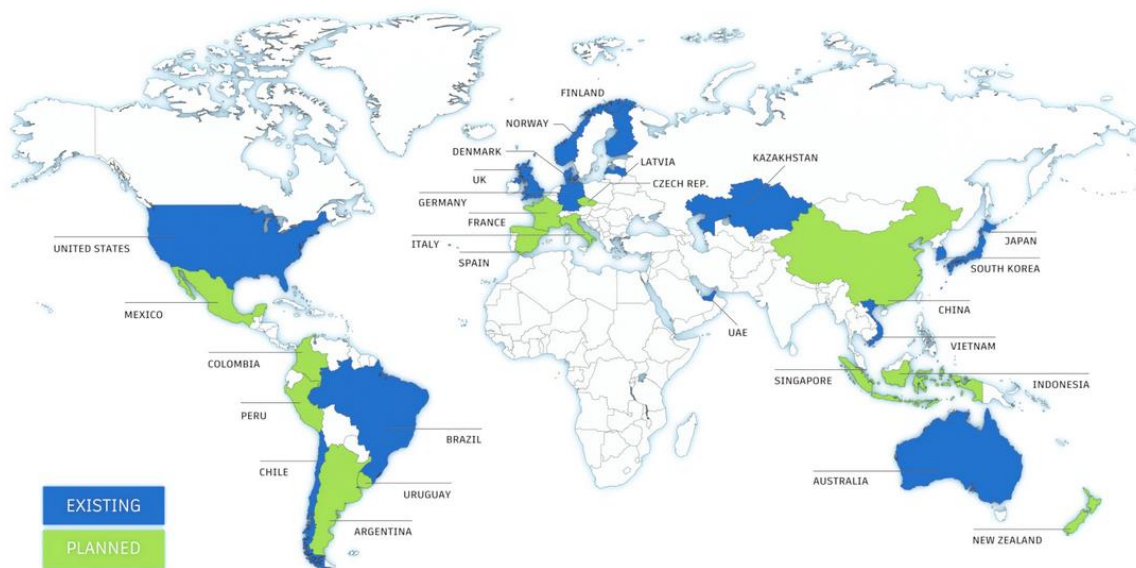 FINLAND
NORWAY
DENMARK
LATVIA
KAZAKHSTAN
UK
CZECH REP.
GERMANY
FRANCE
UNITED STATES
ITALY
JAPAN
SPAIN
SOUTH KOREA
MEXICO
CHINA
UAE
VIETNAM
COLOMBIA
SINGAPORE
INDONESIA
PERU
BRAZIL
CHILE
AUSTRALIA
URUGUAY
EXISTING
ARGENTINA
NEW ZEALAND
PLANNED